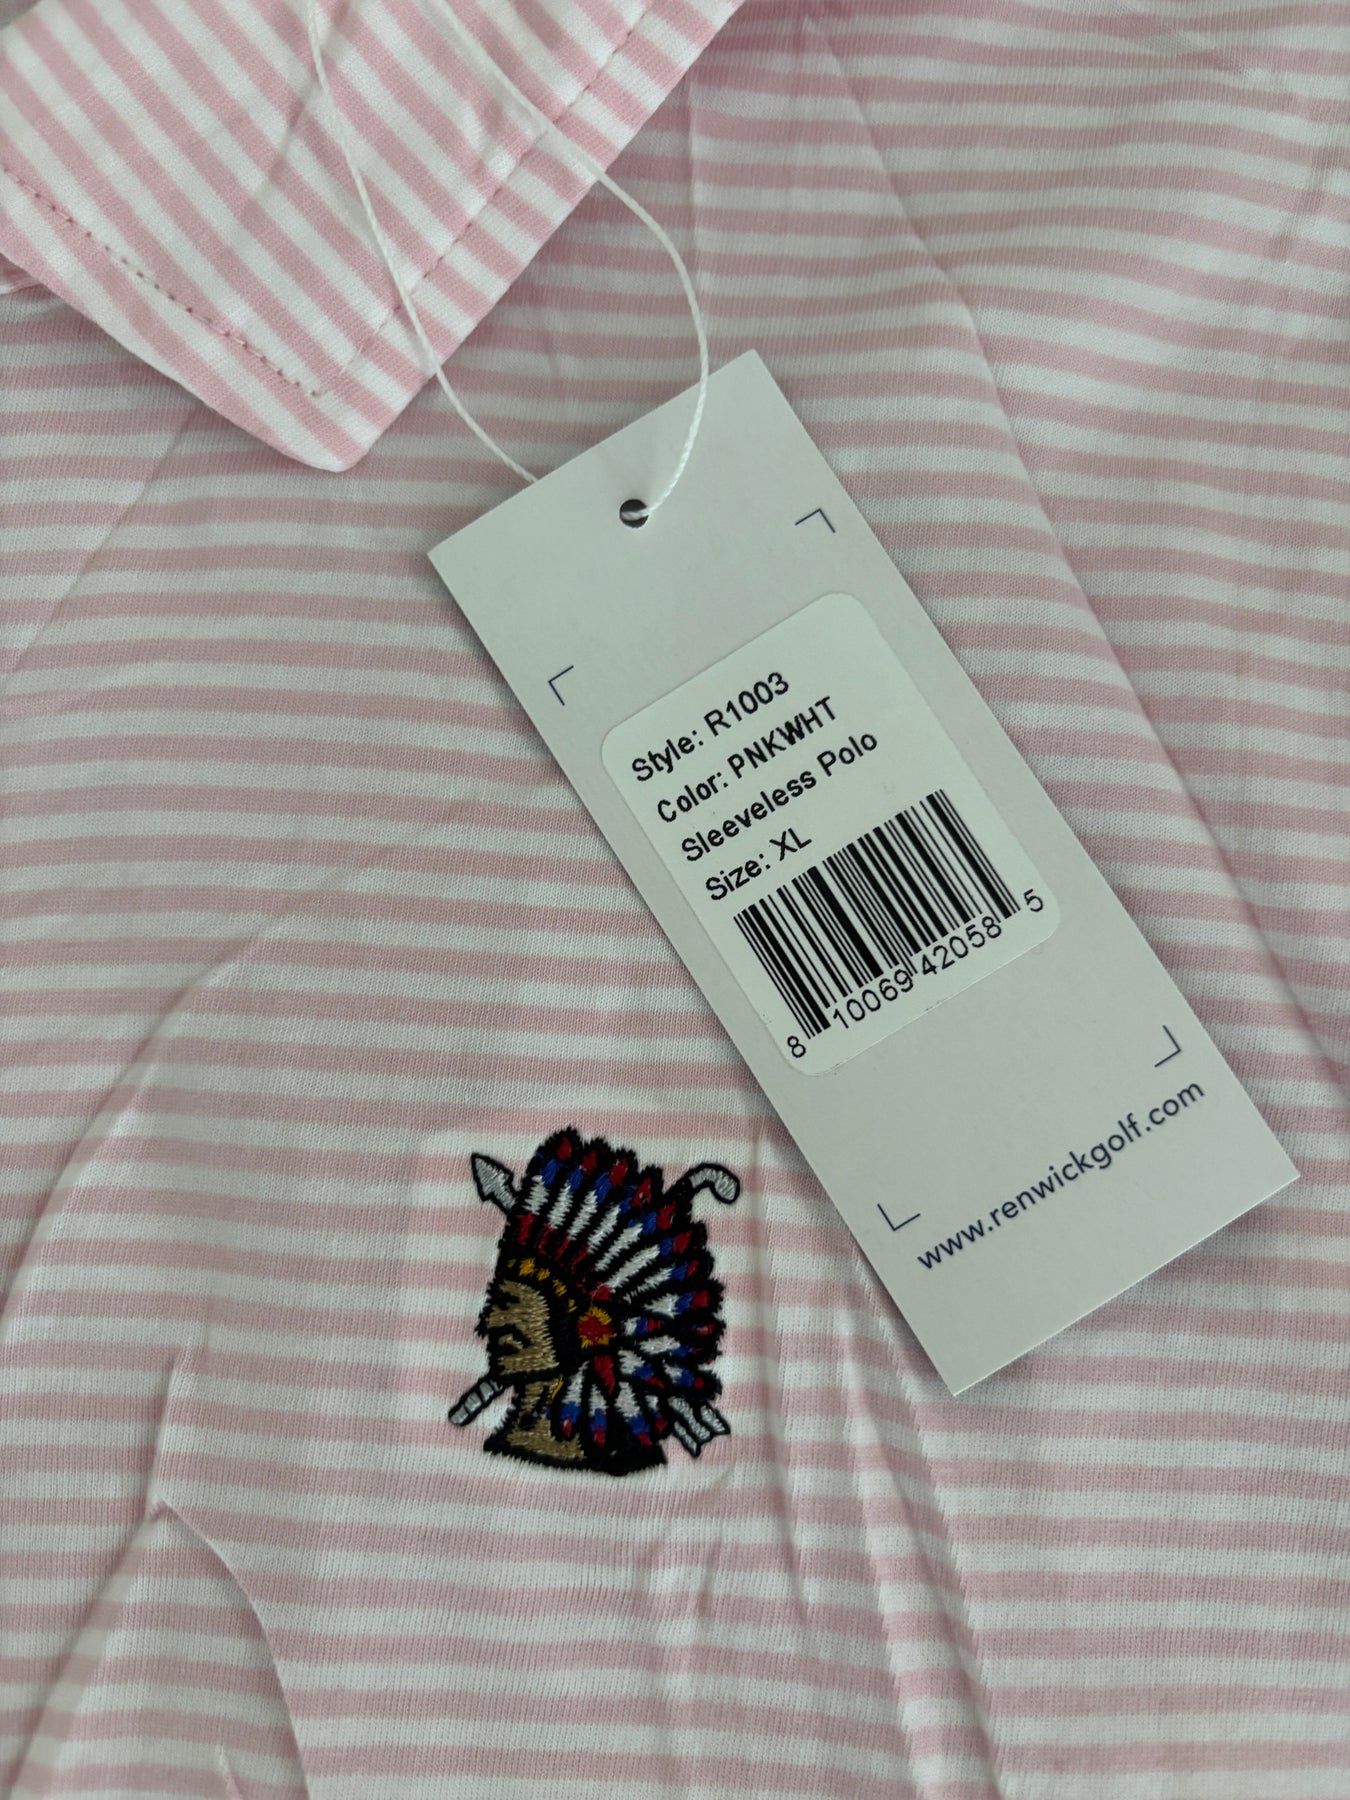 Style: R1003
Color: PNKWHT
Sleeveless Polo
Size: XL
8 10069 42058 5
www.renwickgolf.com